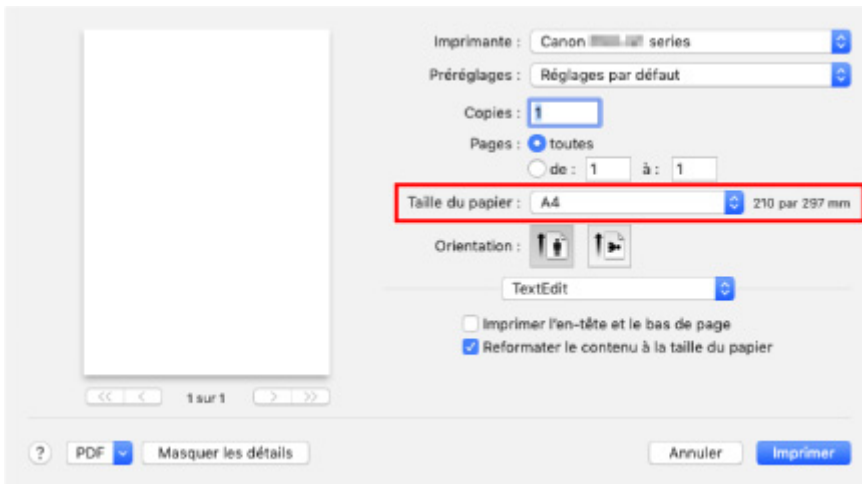 Imprimante : Canon series
Préréglages : Réglages par défaut
Copies : 1
Pages : toutes
de : 1 à : 1
Taille du papier : A4 210 par 297 mm
Orientation :
TextEdit
Imprimer l'en-tête et le bas de page
Reformater le contenu à la taille du papier
<< < 1 sur 1 > >>
? PDF Masquer les détails Annuler Imprimer